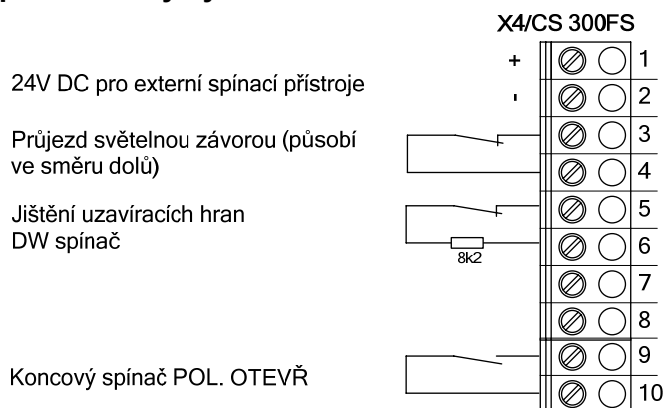 X4/CS 300FS
+ 1
24V DC pro externí spínací přístroje
- 2
Průjezd světelnou závorou (působí
ve směru dolů)
3
4
Jištění uzavíracích hran
DW spínač
5
6
8k2
7
8
9
Koncový spínač POL. OTEVŘ
10